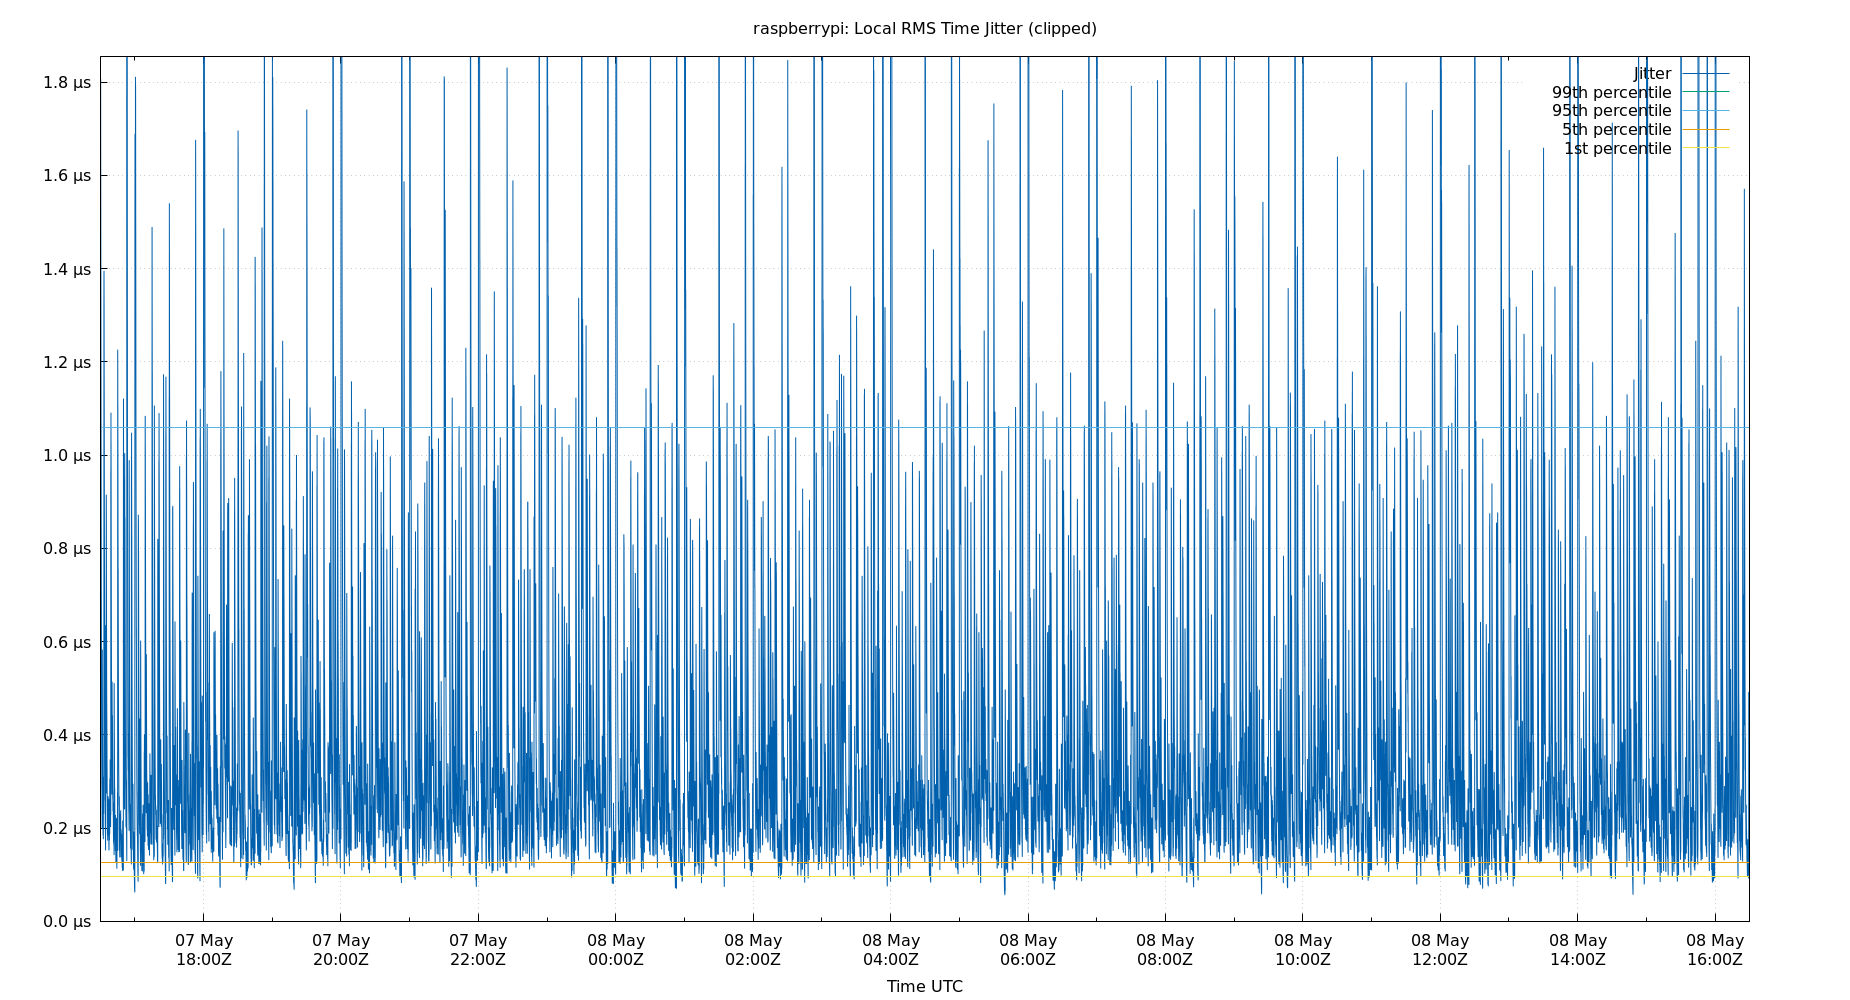 raspberrypi: Local RMS Time Jitter (clipped)
1.8 μs
1.6 μs
1.4 μs
1.2 μs
1.0 μs
0.8 μs
0.6 μs
0.4 μs
0.2 μs
0.0 μs
Jitter
99th percentile
95th percentile
5th percentile
1st percentile
07 May 07 May 07 May 08 May 08 May 08 May 08 May 08 May 08 May 08 May 08 May 08 May
18:00Z 20:00Z 22:00Z 00:00Z 02:00Z 04:00Z 06:00Z 08:00Z 10:00Z 12:00Z 14:00Z 16:00Z
Time UTC